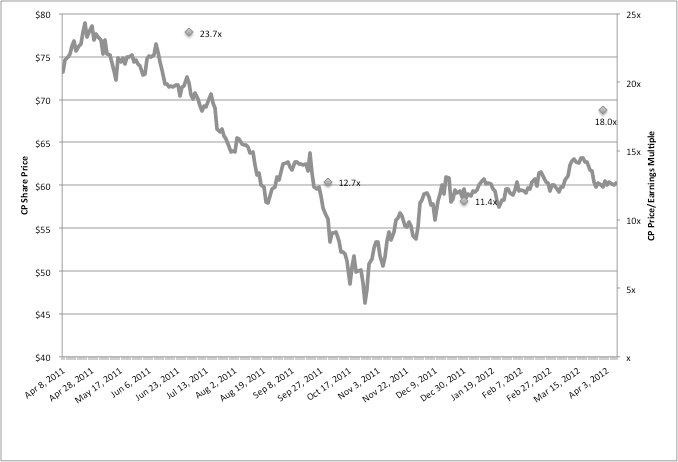 $80
$75
$70
$65
$60
$55
$50
$45
$40
CP Share Price
25x
20x
15x
10x
5x
x
CP Price/Earnings Multiple
23.7x
12.7x
11.4x
18.0x
Apr 8, 2011
Apr 28, 2011
May 17, 2011
Jun 6, 2011
Jun 23, 2011
Jul 13, 2011
Aug 2, 2011
Aug 19, 2011
Sep 8, 2011
Sep 27, 2011
Oct 17, 2011
Nov 3, 2011
Nov 22, 2011
Dec 9, 2011
Dec 30, 2011
Jan 19, 2012
Feb 7, 2012
Feb 27, 2012
Mar 15, 2012
Apr 3, 2012